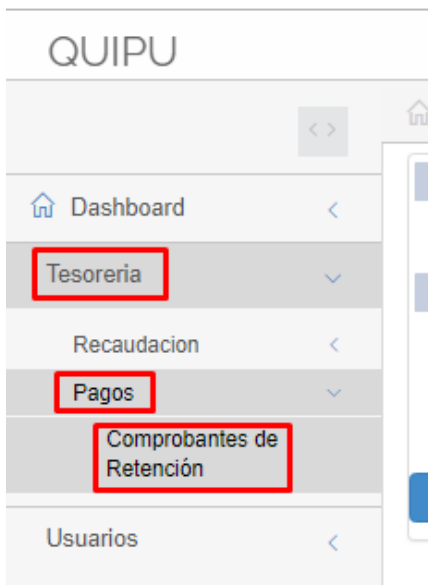 QUIPU
Dashboard
Tesoreria
Recaudacion
Pagos
Comprobantes de
Retención
Usuarios